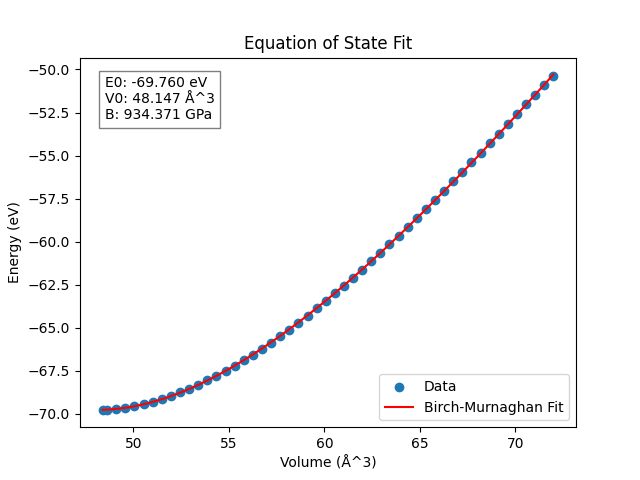 Equation of State Fit
E0: -69.760 eV
V0: 48.147 Å^3
B: 934.371 GPa
Energy (eV)
−50.0
−52.5
−55.0
−57.5
−60.0
−62.5
−65.0
−67.5
−70.0
Data
Birch-Murnaghan Fit
50 55 60 65 70
Volume (Å^3)